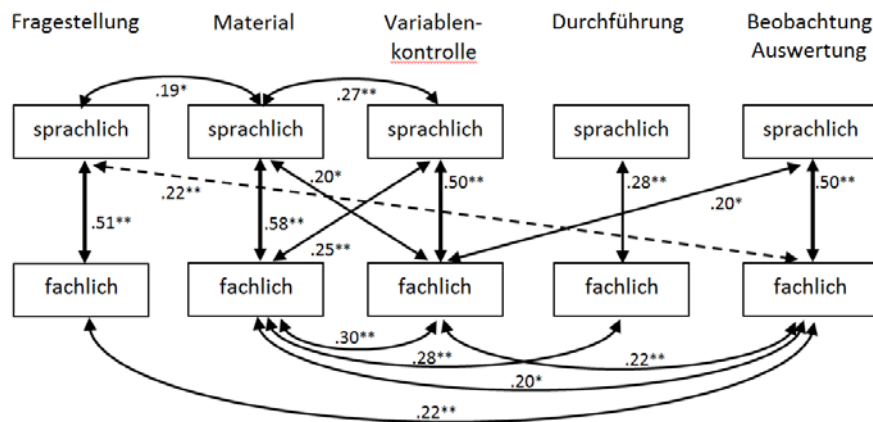 Fragestellung Material Variablen- Durchführung Beobachtung
kontrolle Auswertung
.19* .27**
sprachlich sprachlich sprachlich sprachlich sprachlich
.22** .20* .50** .28** .50**
.51** .58** .20*
.25**
fachlich fachlich fachlich fachlich fachlich
.30**
.28** .22**
.20*
.22**